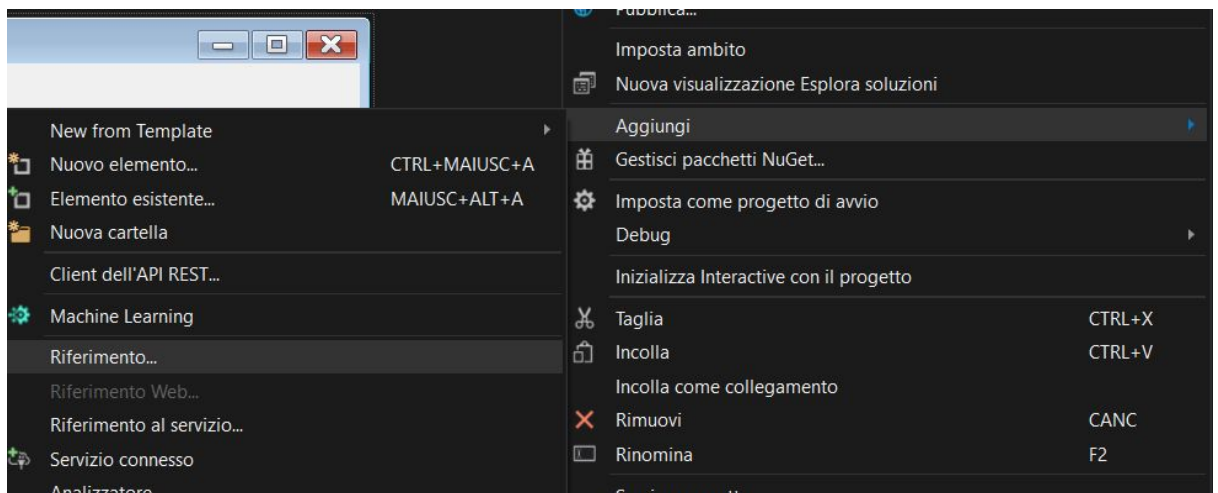 Pubblica...
Imposta ambito
Nuova visualizzazione Esplora soluzioni
Aggiungi
Gestisci pacchetti NuGet...
Imposta come progetto di avvio
Debug
Inizializza Interactive con il progetto
Taglia CTRL+X
Incolla CTRL+V
Incolla come collegamento
Rimuovi CANC
Rinomina F2
New from Template
Nuovo elemento... CTRL+MAIUSC+A
Elemento esistente... MAIUSC+ALT+A
Nuova cartella
Client dell'API REST...
Machine Learning
Riferimento...
Riferimento Web...
Riferimento al servizio...
Servizio connesso
Analizzatore